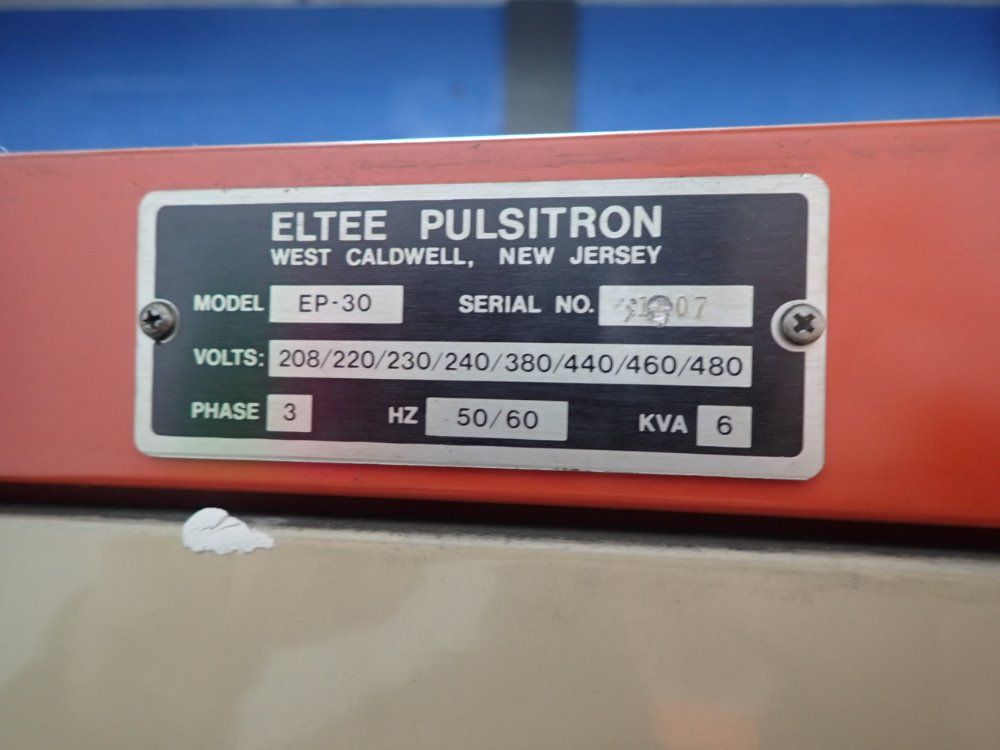 ELTEE PULSITRON
WEST CALDWELL, NEW JERSEY
MODEL EP-30 SERIAL NO.
VOLTS: 208/220/230/240/380/440/460/480
PHASE 3 HZ 50/60 KVA 6